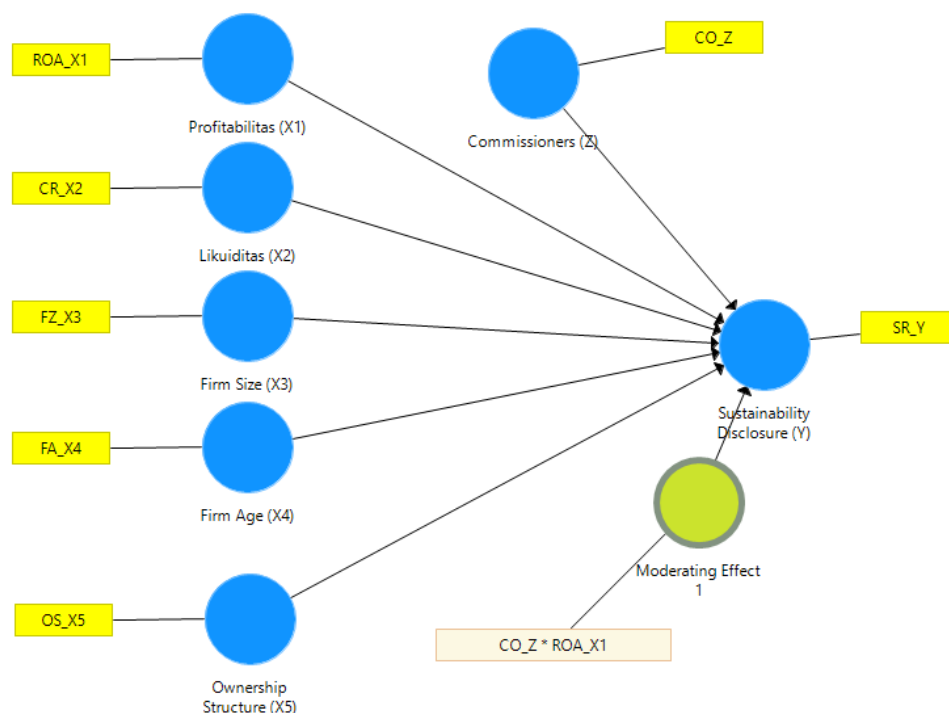 ROA_X1
Profitabilitas (X1)
CR_X2
Likuiditas (X2)
FZ_X3
Firm Size (X3)
FA_X4
Firm Age (X4)
OS_X5
Ownership
Structure (X5)
CO_Z
Commissioners (Z)
SR_Y
Sustainability
Disclosure (Y)
Moderating Effect
1
CO_Z * ROA_X1